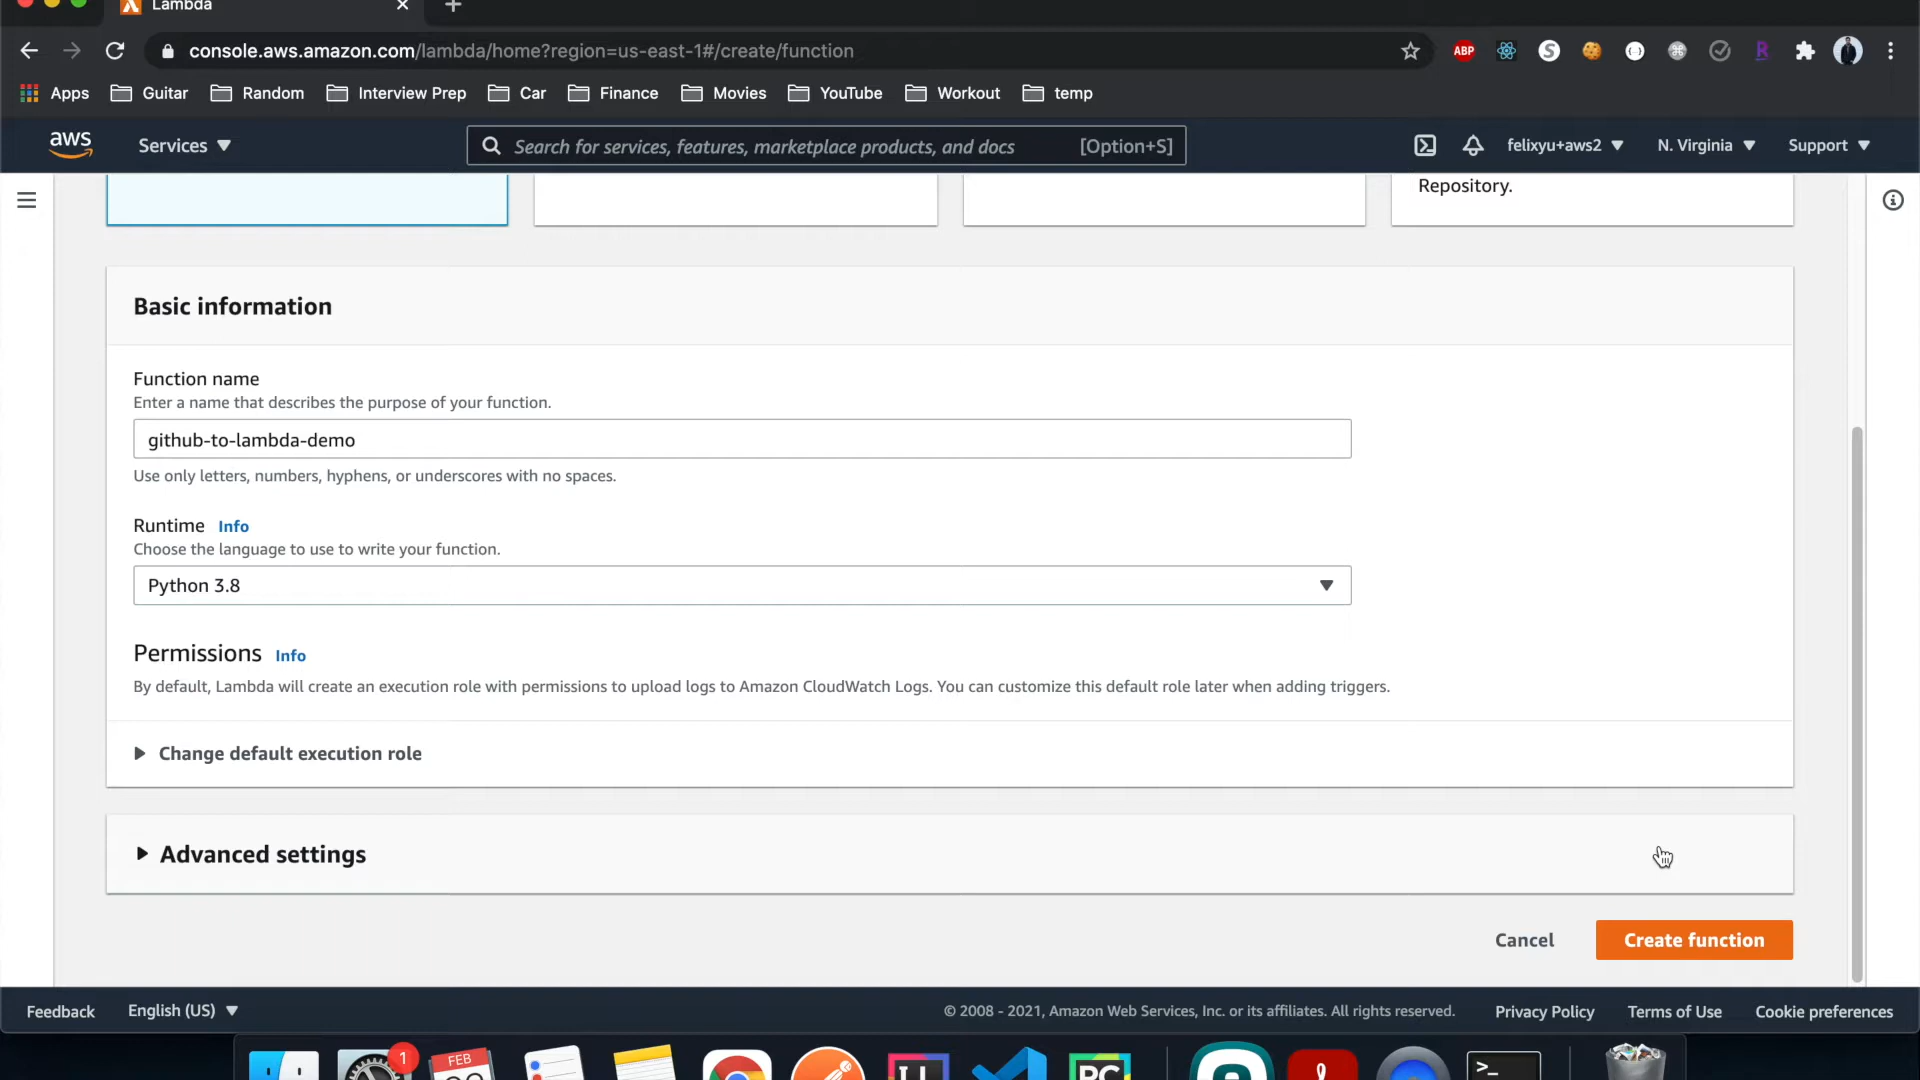 Lambda
console.aws.amazon.com/lambda/home?region=us-east-1#/create/function
ABP
S
R
Apps
Guitar
Random
Interview Prep
Car
Finance
Movies
YouTube
Workout
temp
aws
Services
Search for services, features, marketplace products, and docs
[Option+S]
felixyu+aws2
N. Virginia
Support
Repository.
Basic information
Function name
Enter a name that describes the purpose of your function.
github-to-lambda-demo
Use only letters, numbers, hyphens, or underscores with no spaces.
Runtime Info
Choose the language to use to write your function.
Python 3.8
Permissions Info
By default, Lambda will create an execution role with permissions to upload logs to Amazon CloudWatch Logs. You can customize this default role later when adding triggers.
Change default execution role
Advanced settings
Cancel
Create function
Feedback
English (US)
© 2008 - 2021, Amazon Web Services, Inc. or its affiliates. All rights reserved.
Privacy Policy
Terms of Use
Cookie preferences
1
FEB
PC
>_